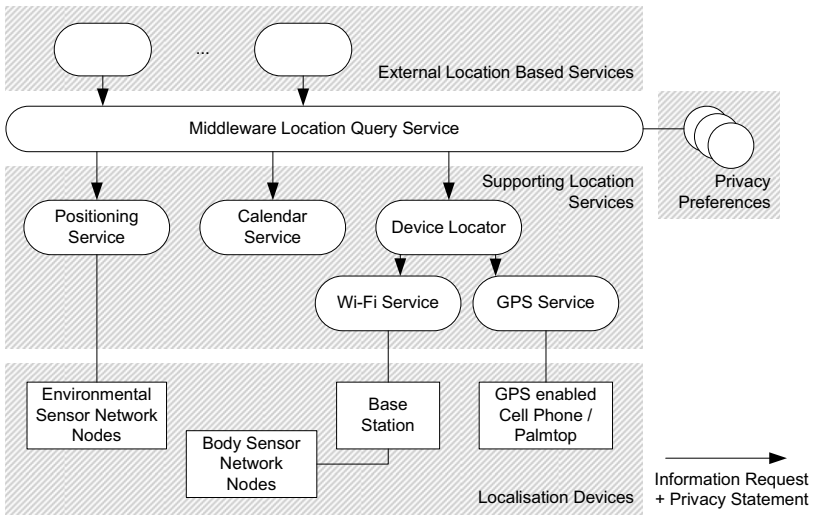 ...
External Location Based Services
Middleware Location Query Service
Privacy
Preferences
Supporting Location
Services
Positioning
Service
Calendar
Service
Device Locator
Wi-Fi Service
GPS Service
Environmental
Sensor Network
Nodes
Body Sensor
Network
Nodes
Base
Station
GPS enabled
Cell Phone /
Palmtop
Localisation Devices
Information Request
+ Privacy Statement